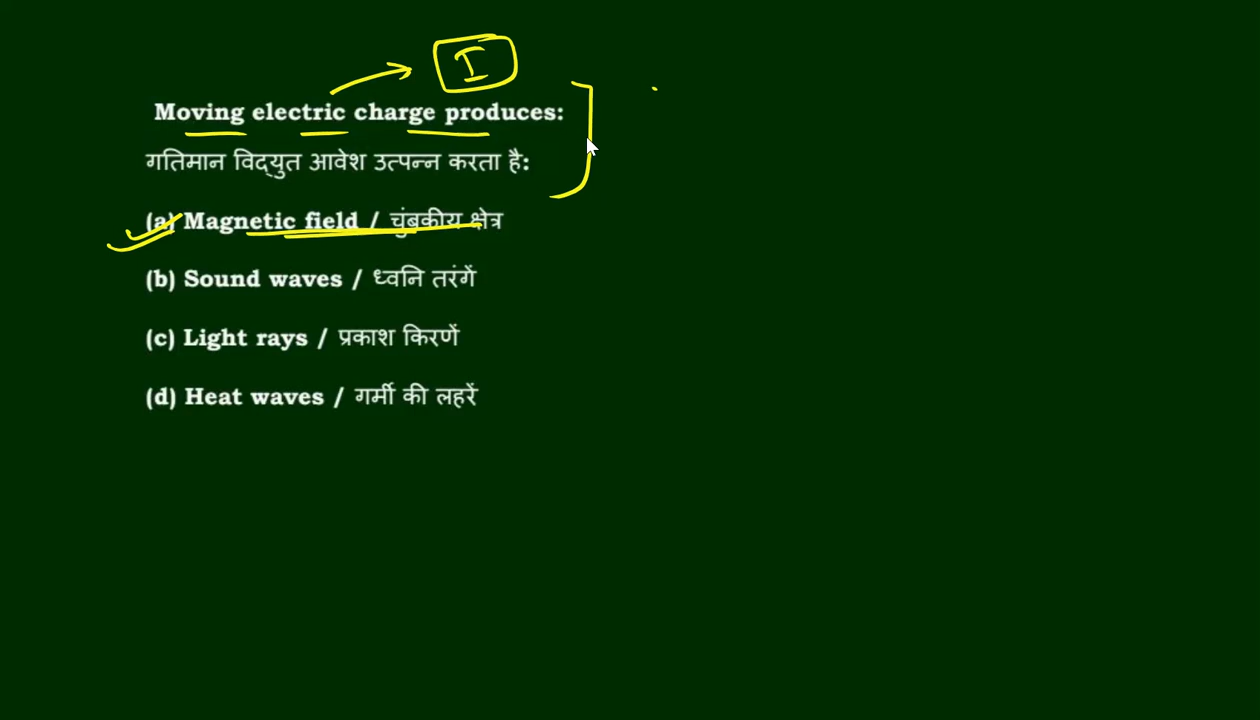 I
Moving electric charge produces:
गतिमान विद्युत आवेश उत्पन्न करता है:
(a) Magnetic field / चुंबकीय क्षेत्र
(b) Sound waves / ध्वनि तरंगें
(c) Light rays / प्रकाश किरणें
(d) Heat waves / गर्मी की लहरें